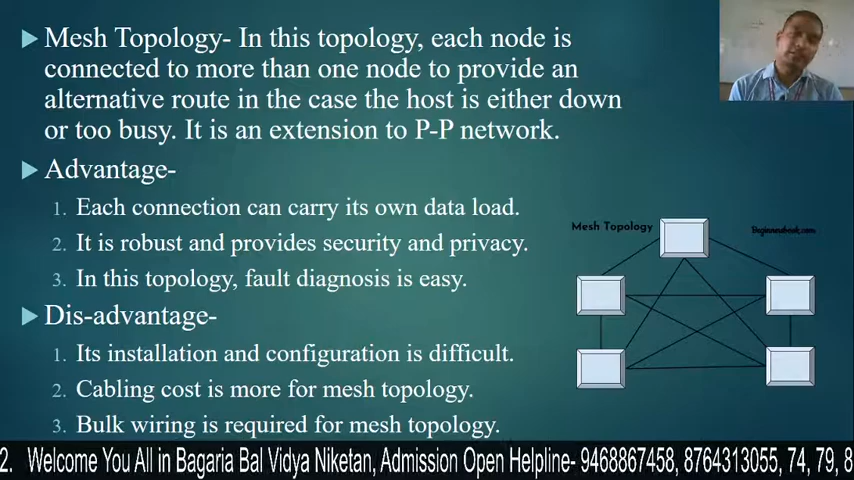 Mesh Topology- In this topology, each node is
connected to more than one node to provide an
alternative route in the case the host is either down
or too busy. It is an extension to P-P network.
Advantage-
1. Each connection can carry its own data load.
2. It is robust and provides security and privacy.
3. In this topology, fault diagnosis is easy.
Dis-advantage-
1. Its installation and configuration is difficult.
2. Cabling cost is more for mesh topology.
3. Bulk wiring is required for mesh topology.
Mesh Topology
Beginnersbook.com
2. Welcome You All in Bagaria Bal Vidya Niketan, Admission Open Helpline- 9468867458, 8764313055, 74, 79, 8